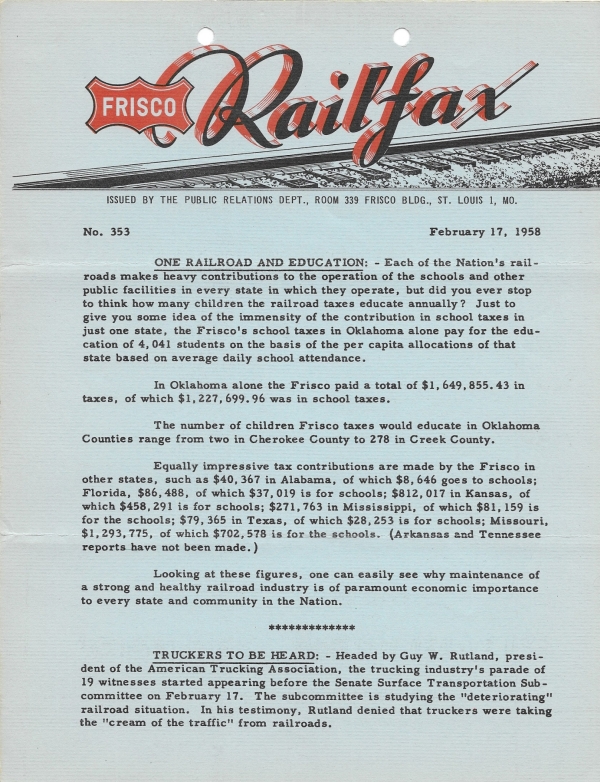 FRISCO Railfax
ISSUED BY THE PUBLIC RELATIONS DEPT., ROOM 339 FRISCO BLDG., ST. LOUIS 1, MO.
No. 353 February 17, 1958
ONE RAILROAD AND EDUCATION: - Each of the Nation's rail-
roads makes heavy contributions to the operation of the schools and other
public facilities in every state in which they operate, but did you ever stop
to think how many children the railroad taxes educate annually? Just to
give you some idea of the immensity of the contribution in school taxes in
just one state, the Frisco's school taxes in Oklahoma alone pay for the edu-
cation of 4,041 students on the basis of the per capita allocations of that
state based on average daily school attendance.
In Oklahoma alone the Frisco paid a total of $1,649,855.43 in
taxes, of which $1,227,699.96 was in school taxes.
The number of children Frisco taxes would educate in Oklahoma
Counties range from two in Cherokee County to 278 in Creek County.
Equally impressive tax contributions are made by the Frisco in
other states, such as $40,367 in Alabama, of which $8,646 goes to schools;
Florida, $86,488, of which $37,019 is for schools; $812,017 in Kansas, of
which $458,291 is for schools; $271,763 in Mississippi, of which $81,159 is
for the schools; $79,365 in Texas, of which $28,253 is for schools; Missouri,
$1,293,775, of which $702,578 is for the schools. (Arkansas and Tennessee
reports have not been made.)
Looking at these figures, one can easily see why maintenance of
a strong and healthy railroad industry is of paramount economic importance
to every state and community in the Nation.
*************
TRUCKERS TO BE HEARD: - Headed by Guy W. Rutland, presi-
dent of the American Trucking Association, the trucking industry's parade of
19 witnesses started appearing before the Senate Surface Transportation Sub-
committee on February 17. The subcommittee is studying the "deteriorating"
railroad situation. In his testimony, Rutland denied that truckers were taking
the "cream of the traffic" from railroads.